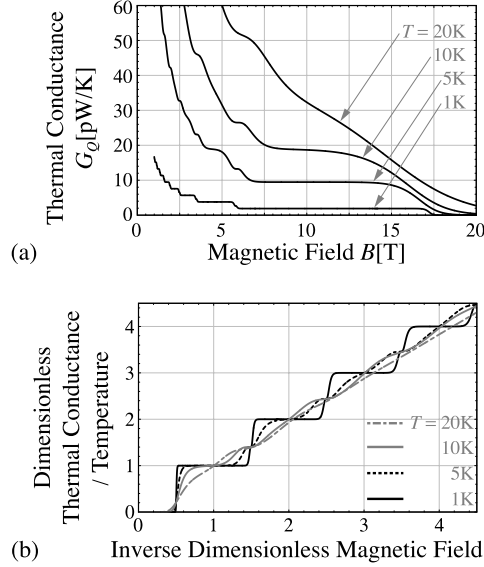 60
50
40
30
20
10
0
Thermal Conductance
G_Q[pW/K]
T = 20K
10K
5K
1K
0 5 10 15 20
(a)
Magnetic Field B[T]
4
3
2
1
0
Dimensionless
Thermal Conductance
/ Temperature
T = 20K
10K
5K
1K
0 1 2 3 4
(b)
Inverse Dimensionless Magnetic Field